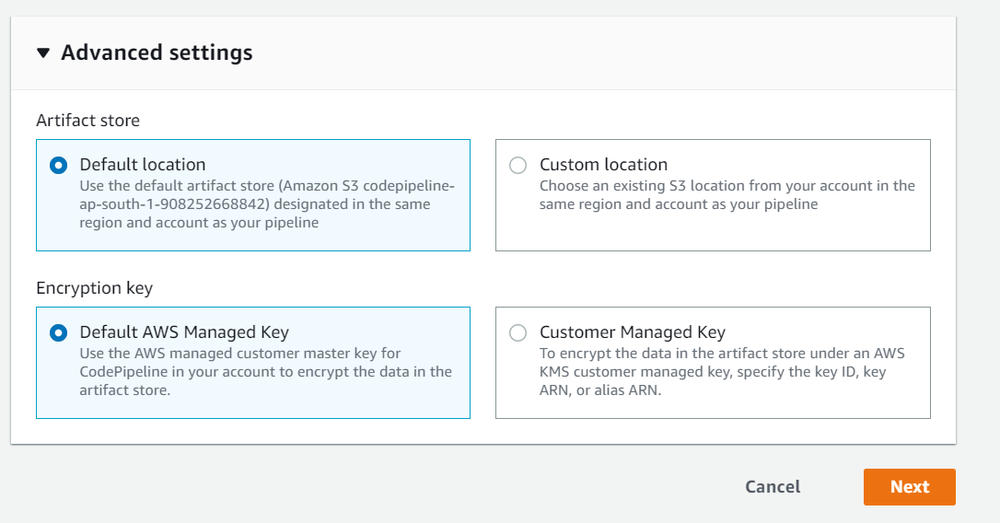 Advanced settings
Artifact store
Default location
Use the default artifact store (Amazon S3 codepipeline-
ap-south-1-908252668842) designated in the same
region and account as your pipeline
Custom location
Choose an existing S3 location from your account in the
same region and account as your pipeline
Encryption key
Default AWS Managed Key
Use the AWS managed customer master key for
CodePipeline in your account to encrypt the data in the
artifact store.
Customer Managed Key
To encrypt the data in the artifact store under an AWS
KMS customer managed key, specify the key ID, key
ARN, or alias ARN.
Cancel
Next